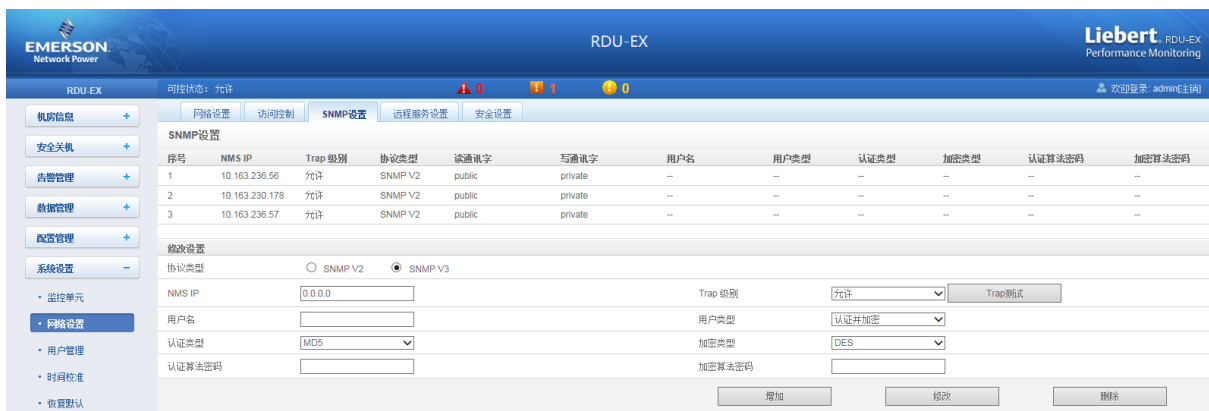 EMERSON
Network Power
RDU-EX
Liebert. RDU-EX
Performance Monitoring
RDU-EX
可控状态：允许
0
1
0
欢迎登录: admin[注销]
机房信息 +
安全关机 +
告警管理 +
数据管理 +
配置管理 +
系统设置 −
• 监控单元
• 网络设置
• 用户管理
• 时间校准
• 恢复默认
网络设置 访问控制 SNMP设置 远程服务设置 安全设置
SNMP设置
序号 NMS IP Trap 级别 协议类型 读通讯字 写通讯字 用户名 用户类型 认证类型 加密类型 认证算法密码 加密算法密码
1 10.163.236.56 允许 SNMP V2 public private -- -- -- -- -- --
2 10.163.230.178 允许 SNMP V2 public private -- -- -- -- -- --
3 10.163.236.57 允许 SNMP V2 public private -- -- -- -- -- --
修改设置
协议类型 SNMP V2 SNMP V3
NMS IP 0.0.0.0 Trap 级别 允许 Trap测试
用户名 用户类型 认证并加密
认证类型 MD5 加密类型 DES
认证算法密码 加密算法密码
增加 修改 删除